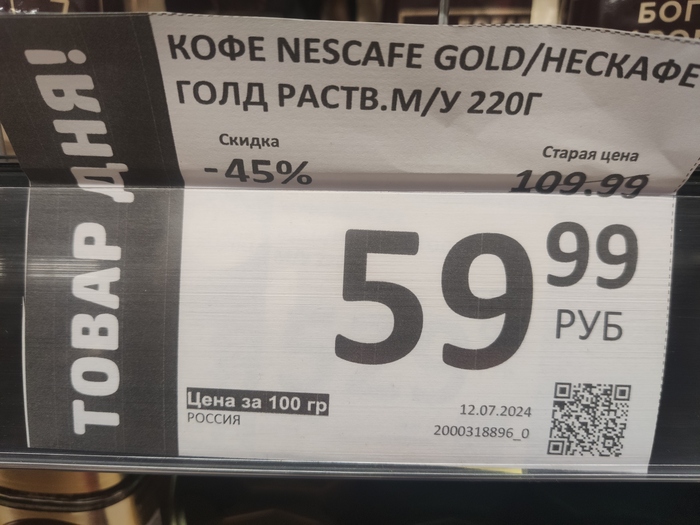 БОГ
ТОВАР ДНЯ!
КОФЕ NESCAFE GOLD/НЕСКАФЕ
ГОЛД РАСТВ.М/У 220Г
Скидка
-45%
Старая цена
109.99
59 99
РУБ
Цена за 100 гр
РОССИЯ
12.07.2024
2000318896_0